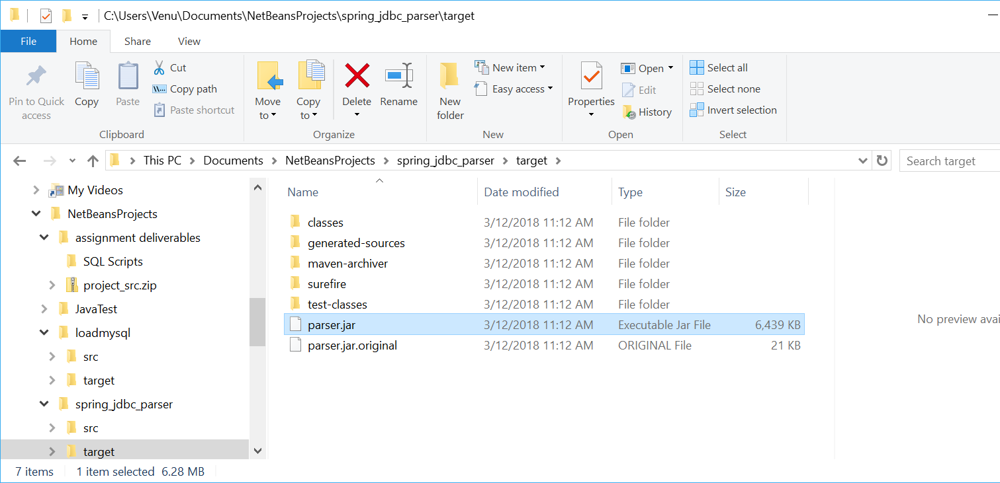 C:\Users\Venu\Documents\NetBeansProjects\spring_jdbc_parser\target
File Home Share View
Pin to Quick access
Copy
Paste
Cut
Copy path
Paste shortcut
Clipboard
Move to
Copy to
Delete
Rename
Organize
New folder
New item
Easy access
New
Properties
Open
Edit
History
Open
Select all
Select none
Invert selection
Select
This PC Documents NetBeansProjects spring_jdbc_parser target
Search target
My Videos
NetBeansProjects
assignment deliverables
SQL Scripts
project_src.zip
JavaTest
loadmysql
src
target
spring_jdbc_parser
src
target
Name Date modified Type Size
classes 3/12/2018 11:12 AM File folder
generated-sources 3/12/2018 11:12 AM File folder
maven-archiver 3/12/2018 11:12 AM File folder
surefire 3/12/2018 11:12 AM File folder
test-classes 3/12/2018 11:12 AM File folder
parser.jar 3/12/2018 11:12 AM Executable Jar File 6,439 KB
parser.jar.original 3/12/2018 11:12 AM ORIGINAL File 21 KB
No preview avai
7 items 1 item selected 6.28 MB